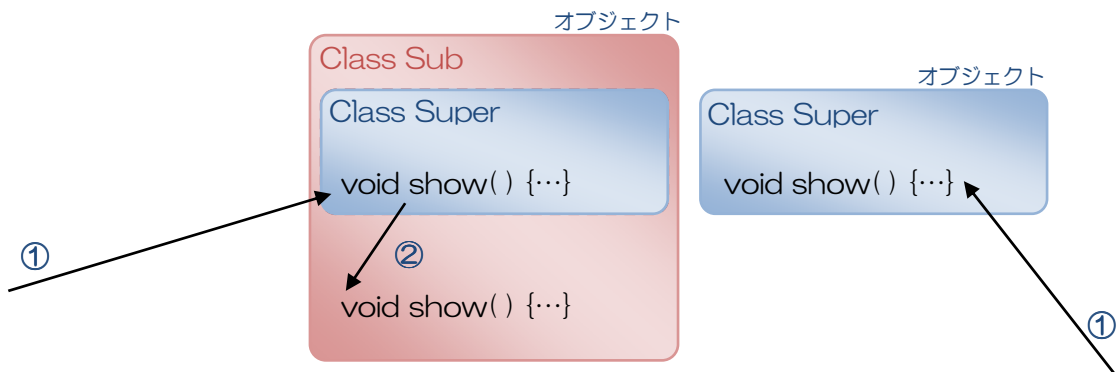 オブジェクト
Class Sub
Class Super
void show( ) {…}
①
②
void show( ) {…}
オブジェクト
Class Super
void show( ) {…}
①